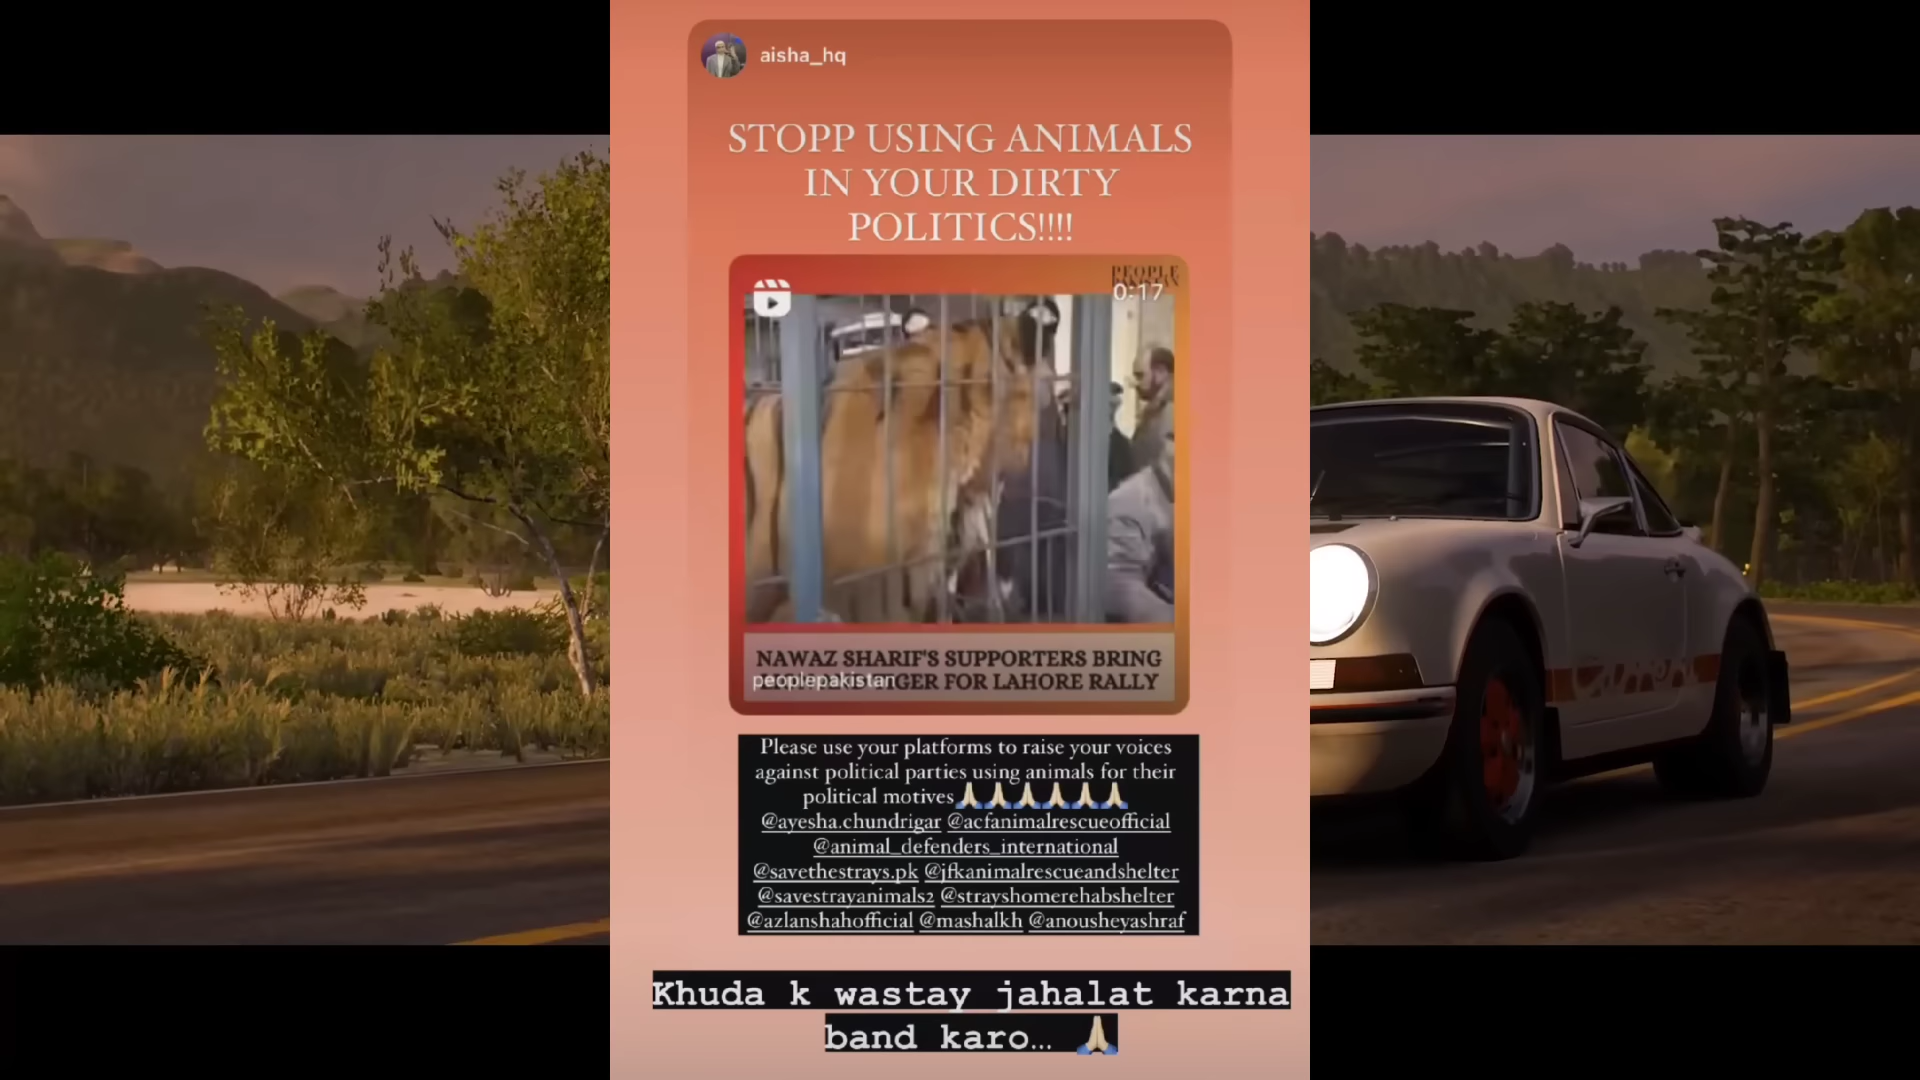 aisha_hq
STOPP USING ANIMALS
IN YOUR DIRTY
POLITICS!!!!
PEOPLE
0:17
NAWAZ SHARIF'S SUPPORTERS BRING
peoplepakistan
FOR LAHORE RALLY
Please use your platforms to raise your voices
against political parties using animals for their
political motives🙏🏻🙏🏻🙏🏻🙏🏻🙏🏻🙏🏻
@ayesha.chundrigar @acfanimalrescueofficial
@animal_defenders_international
@savethestrays.pk @jfkanimalrescueandshelter
@savestrayanimals2 @strayshomerehabshelter
@azlanshahofficial @mashalkh @anousheyashraf
Khuda k wastay jahalat karna
band karo... 🙏🏻